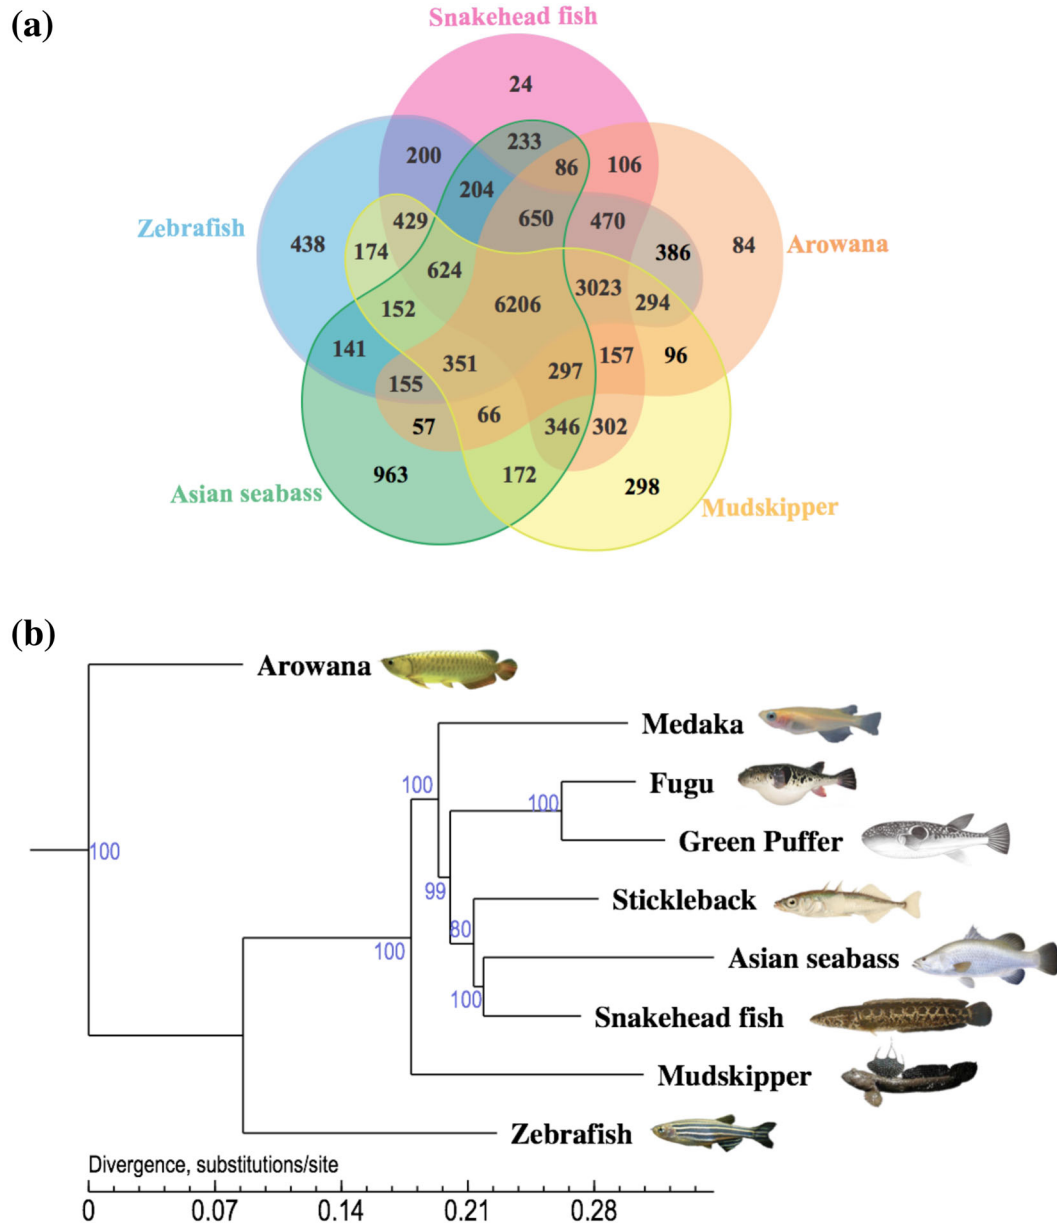 (a)
Snakehead fish
24
233
86
106
200
204
Zebrafish
438
429
174
650
470
386
84
Arowana
624
152
6206
3023
294
141
155
351
297
157
96
57
66
346
302
Asian seabass
963
172
298
Mudskipper
(b)
Arowana
Medaka
100
Fugu
100
Green Puffer
100
99
Stickleback
80
Asian seabass
100
100
Snakehead fish
Mudskipper
Zebrafish
Divergence, substitutions/site
0 0.07 0.14 0.21 0.28